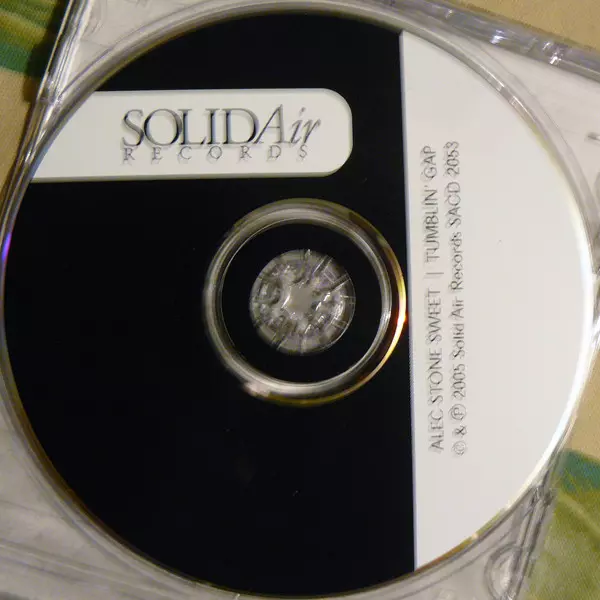 SOLIDAir
RECORDS
ALEC STONE SWEET | TUMBLIN' GAP
© & ℗ 2005 Solid Air Records SACD 2053